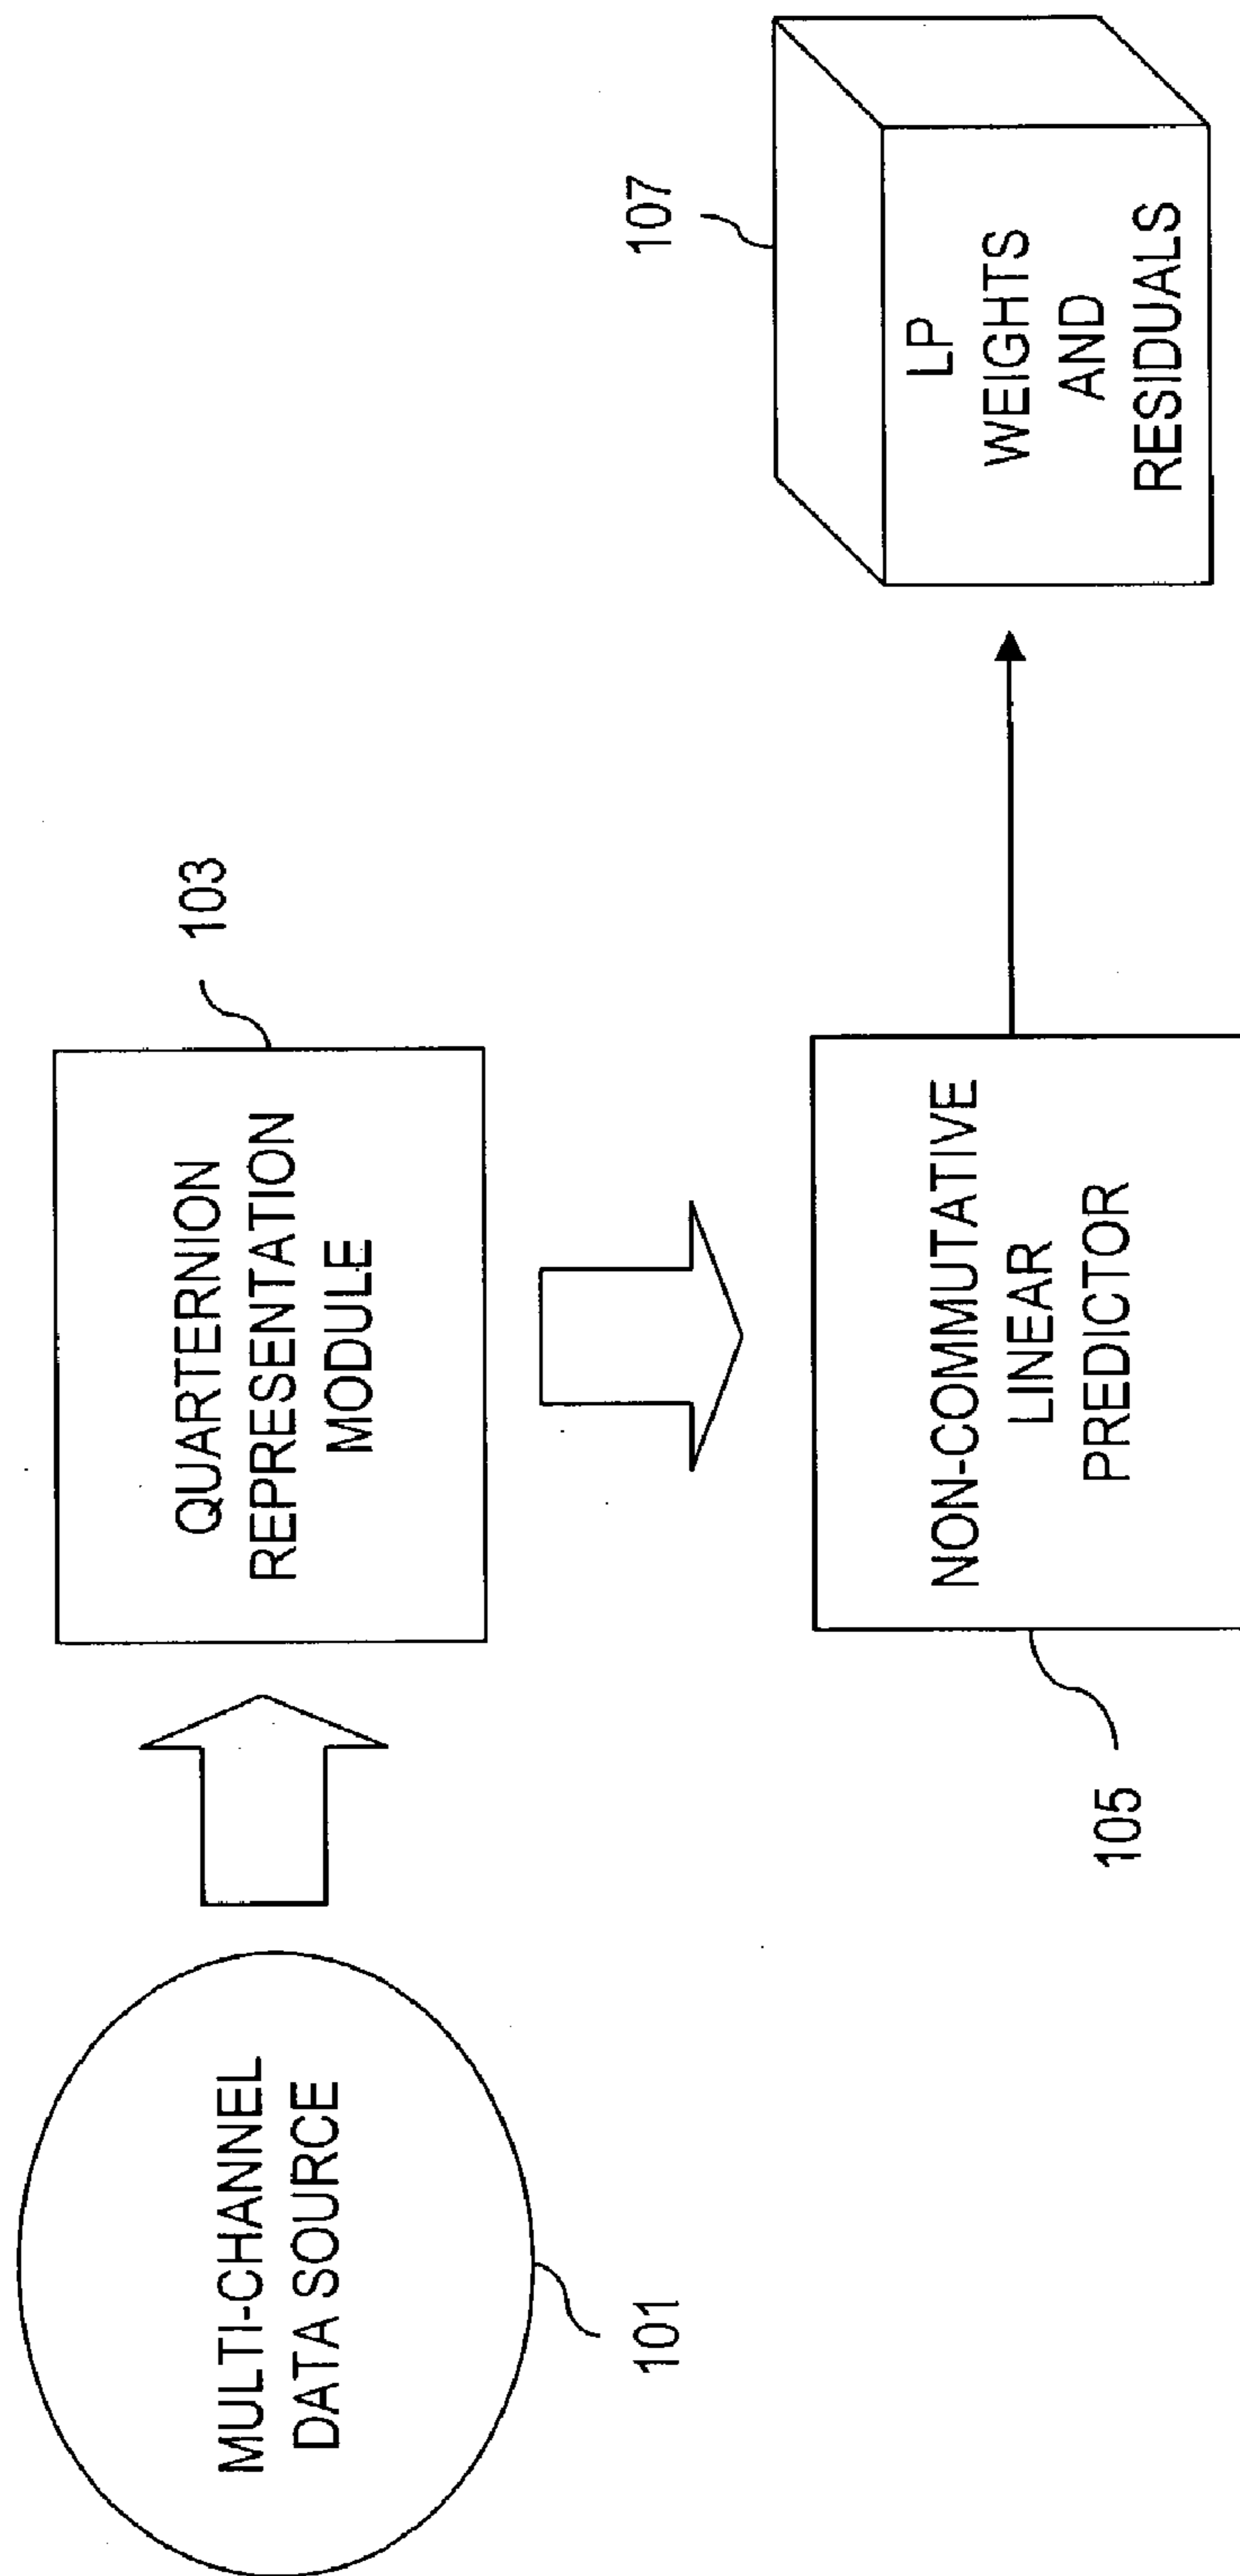 MULTI-CHANNEL
DATA SOURCE
101
QUARTERNION
REPRESENTATION
MODULE
103
NON-COMMUTATIVE
LINEAR
PREDICTOR
105
LP
WEIGHTS
AND
RESIDUALS
107